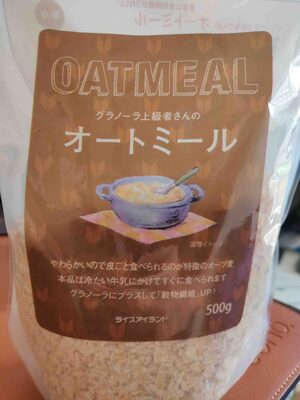 OATMEAL
グラノーラ上級者さんの
オートミール
調理イメージ
やわらかいので皮ごと食べられるのが特徴のオーツ麦
本品は冷たい牛乳にかけてすぐに食べられます
グラノーラにプラスして「穀物繊維」UP!
500g
ライスアイランド